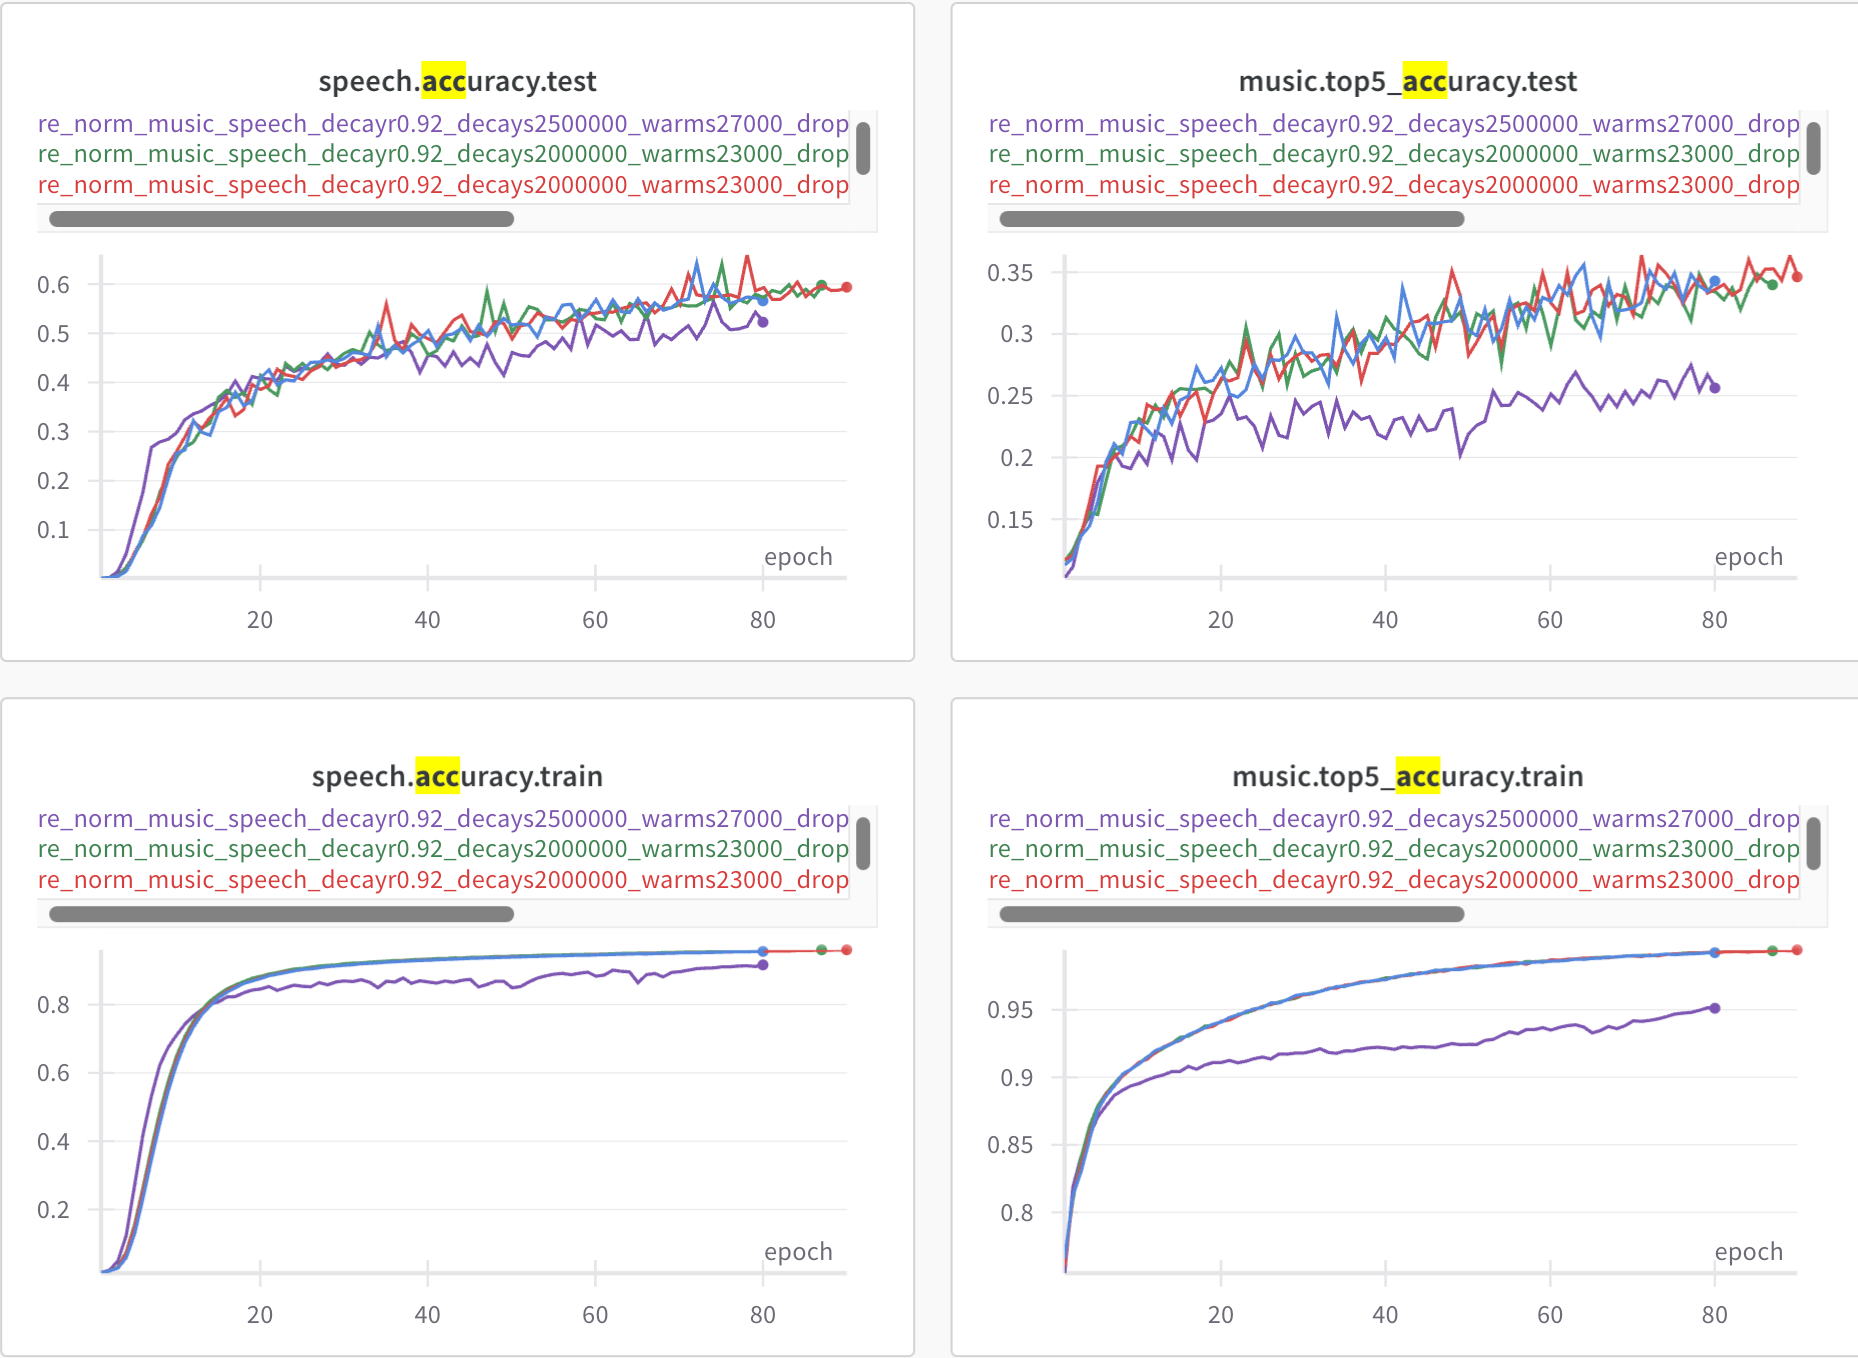 speech.accuracy.test
re_norm_music_speech_decayr0.92_decays2500000_warms27000_drop
re_norm_music_speech_decayr0.92_decays2000000_warms23000_drop
re_norm_music_speech_decayr0.92_decays2000000_warms23000_drop
0.6
0.5
0.4
0.3
0.2
0.1
epoch
20 40 60 80
music.top5_accuracy.test
re_norm_music_speech_decayr0.92_decays2500000_warms27000_drop
re_norm_music_speech_decayr0.92_decays2000000_warms23000_drop
re_norm_music_speech_decayr0.92_decays2000000_warms23000_drop
0.35
0.3
0.25
0.2
0.15
epoch
20 40 60 80
speech.accuracy.train
re_norm_music_speech_decayr0.92_decays2500000_warms27000_drop
re_norm_music_speech_decayr0.92_decays2000000_warms23000_drop
re_norm_music_speech_decayr0.92_decays2000000_warms23000_drop
0.8
0.6
0.4
0.2
epoch
20 40 60 80
music.top5_accuracy.train
re_norm_music_speech_decayr0.92_decays2500000_warms27000_drop
re_norm_music_speech_decayr0.92_decays2000000_warms23000_drop
re_norm_music_speech_decayr0.92_decays2000000_warms23000_drop
0.95
0.9
0.85
0.8
epoch
20 40 60 80